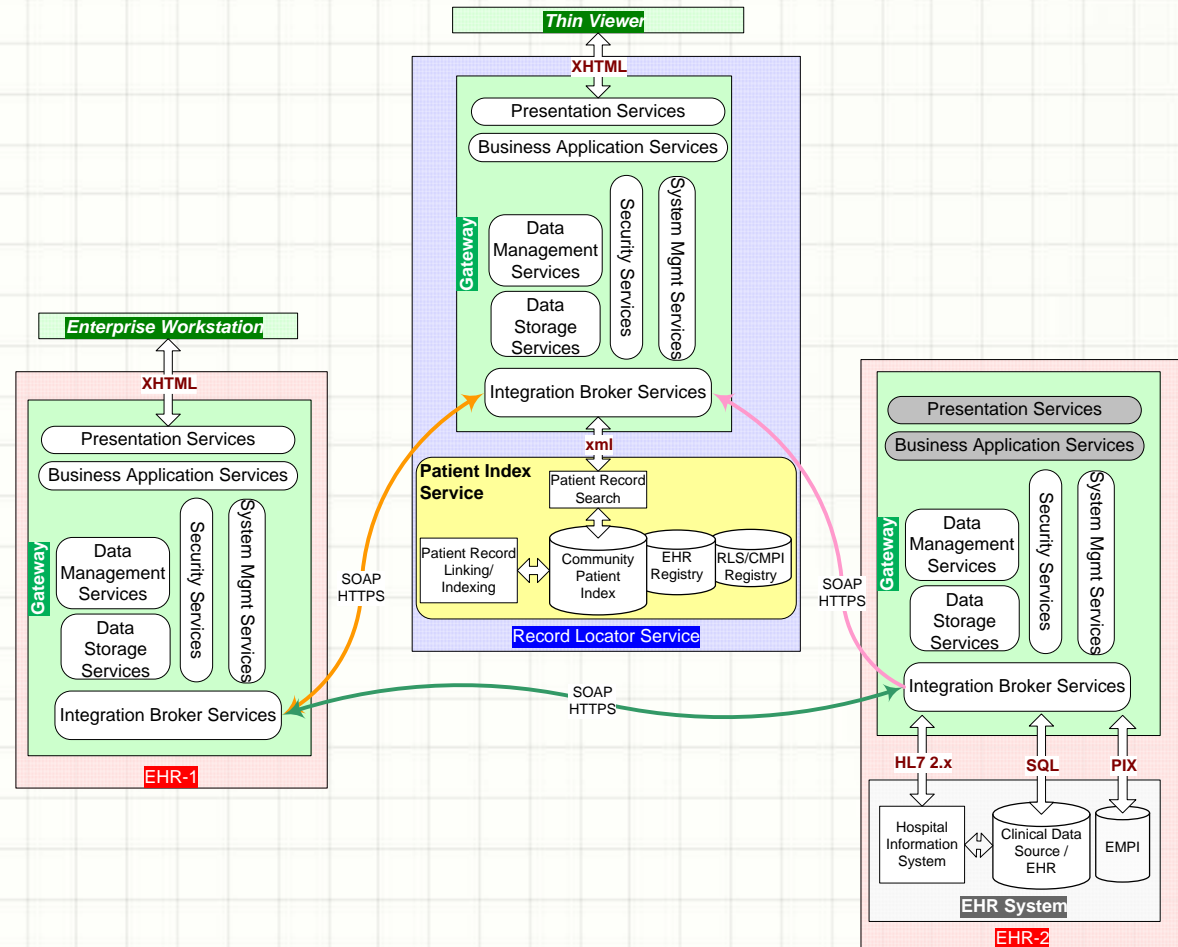 Thin Viewer
XHTML
Presentation Services
Business Application Services
Gateway
Data
Management
Services
Data
Storage
Services
Security Services
System Mgmt Services
Integration Broker Services
xml
Patient Index
Service
Patient Record
Search
Patient Record
Linking/
Indexing
Community
Patient
Index
EHR
Registry
RLS/CMPI
Registry
Record Locator Service
Enterprise Workstation
XHTML
Presentation Services
Business Application Services
Gateway
Data
Management
Services
Data
Storage
Services
Security Services
System Mgmt Services
Integration Broker Services
EHR-1
SOAP
HTTPS
SOAP
HTTPS
SOAP
HTTPS
Presentation Services
Business Application Services
Gateway
Data
Management
Services
Data
Storage
Services
Security Services
System Mgmt Services
Integration Broker Services
HL7 2.x
SQL
PIX
Hospital
Information
System
Clinical Data
Source /
EHR
EMPI
EHR System
EHR-2